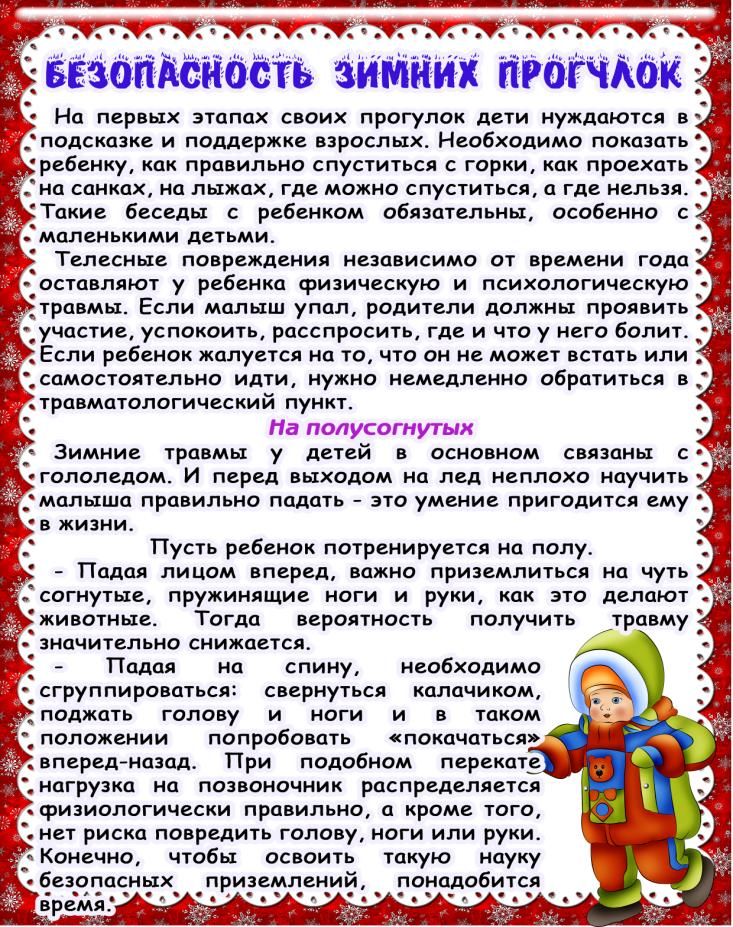 БЕЗОПАСНОСТЬ ЗИМНИХ ПРОГУЛОК
На первых этапах своих прогулок дети нуждаются в
подсказке и поддержке взрослых. Необходимо показать
ребенку, как правильно спуститься с горки, как проехать
на санках, на лыжах, где можно спуститься, а где нельзя.
Такие беседы с ребенком обязательны, особенно с
маленькими детьми.
Телесные повреждения независимо от времени года
оставляют у ребенка физическую и психологическую
травмы. Если малыш упал, родители должны проявить
участие, успокоить, расспросить, где и что у него болит.
Если ребенок жалуется на то, что он не может встать или
самостоятельно идти, нужно немедленно обратиться в
травматологический пункт.
На полусогнутых
Зимние травмы у детей в основном связаны с
гололедом. И перед выходом на лед неплохо научить
малыша правильно падать - это умение пригодится ему
в жизни.
Пусть ребенок потренируется на полу.
- Падая лицом вперед, важно приземлиться на чуть
согнутые, пружинящие ноги и руки, как это делают
животные. Тогда вероятность получить травму
значительно снижается.
- Падая на спину, необходимо
сгруппироваться: свернуться калачиком,
поджать голову и ноги и в таком
положении попробовать «покачаться»
вперед-назад. При подобном перекате
нагрузка на позвоночник распределяется
физиологически правильно, а кроме того,
нет риска повредить голову, ноги или руки.
Конечно, чтобы освоить такую науку
безопасных приземлений, понадобится
время.